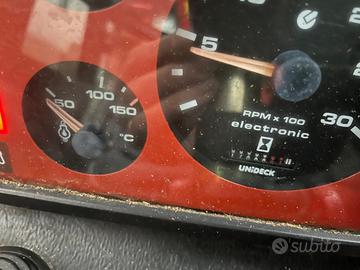 5
30
50 100 150
°C
RPM x 100
electronic
UNiDECK
subito